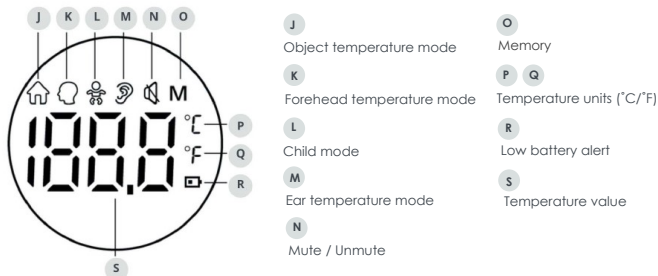 J K L M N O
M
188.8 °C
°F
P
Q
R
S
J
Object temperature mode
K
Forehead temperature mode
L
Child mode
M
Ear temperature mode
N
Mute / Unmute
O
Memory
P Q
Temperature units (˚C/˚F)
R
Low battery alert
S
Temperature value